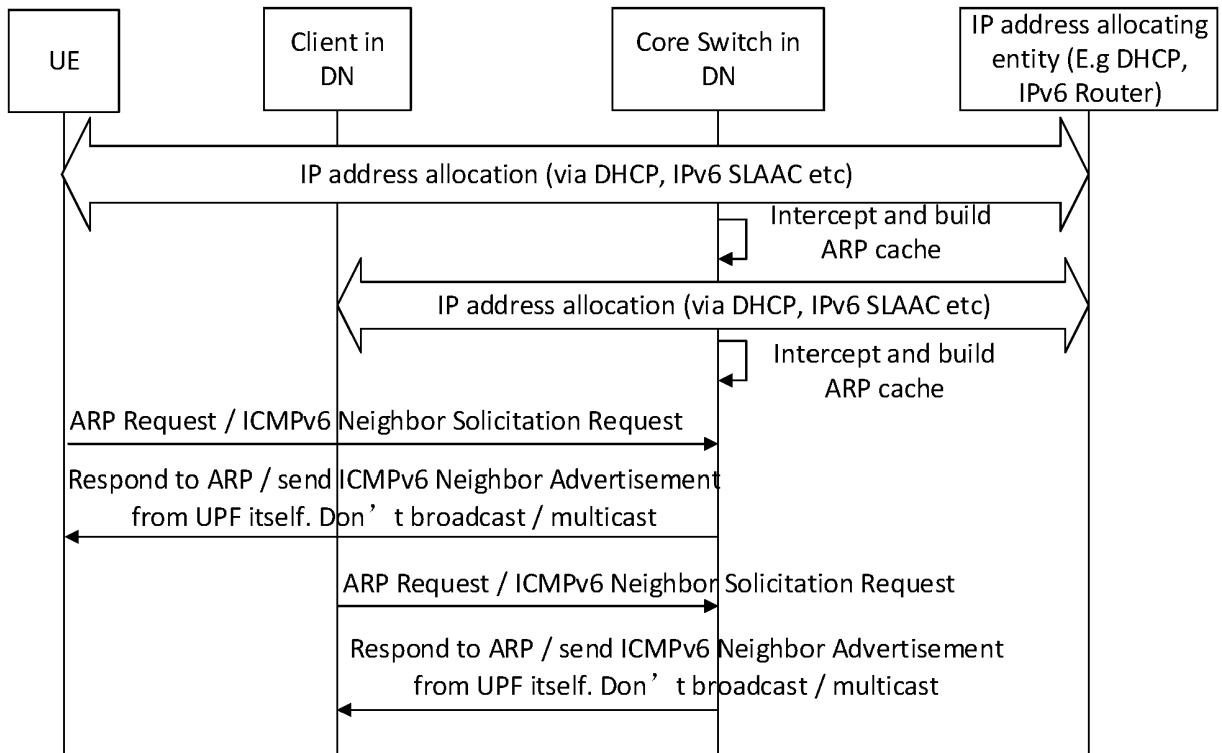 UE
Client in
DN
Core Switch in
DN
IP address allocating
entity (E.g DHCP,
IPv6 Router)
IP address allocation (via DHCP, IPv6 SLAAC etc)
Intercept and build
ARP cache
IP address allocation (via DHCP, IPv6 SLAAC etc)
Intercept and build
ARP cache
ARP Request / ICMPv6 Neighbor Solicitation Request
Respond to ARP / send ICMPv6 Neighbor Advertisement
from UPF itself. Don’t broadcast / multicast
ARP Request / ICMPv6 Neighbor Solicitation Request
Respond to ARP / send ICMPv6 Neighbor Advertisement
from UPF itself. Don’t broadcast / multicast